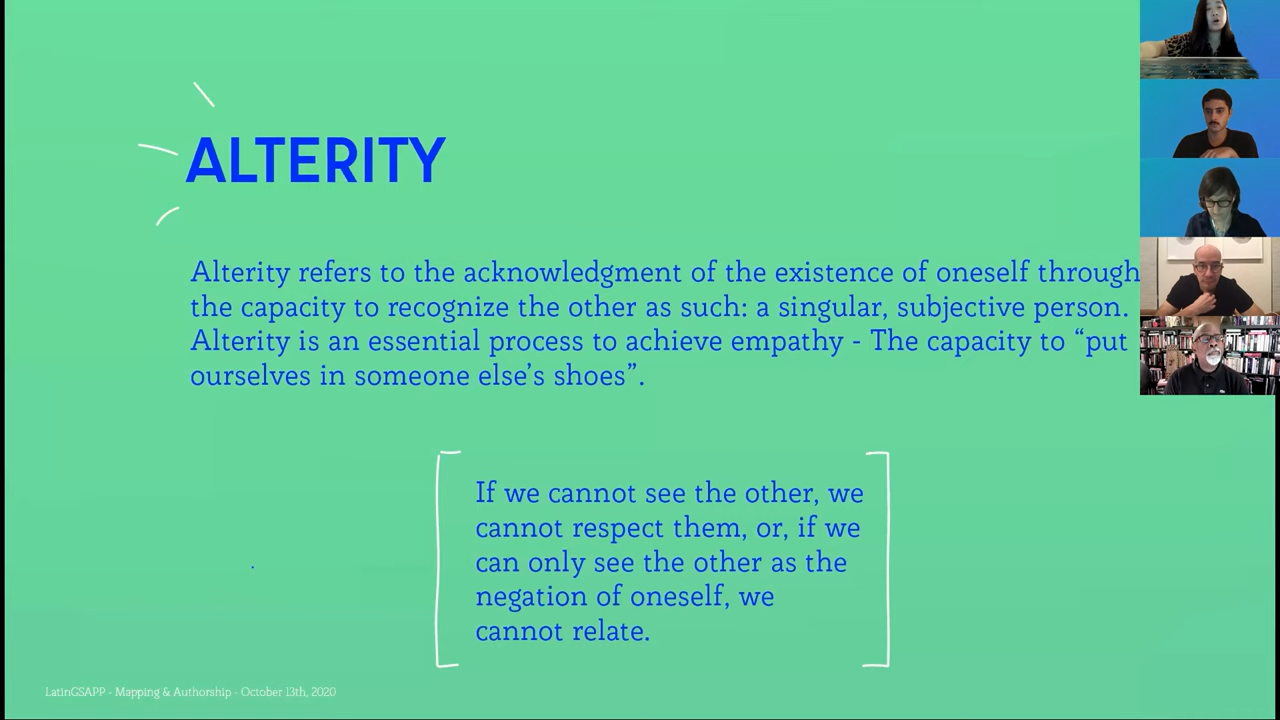 ALTERITY
Alterity refers to the acknowledgment of the existence of oneself through
the capacity to recognize the other as such: a singular, subjective person.
Alterity is an essential process to achieve empathy - The capacity to “put
ourselves in someone else’s shoes”.
If we cannot see the other, we
cannot respect them, or, if we
can only see the other as the
negation of oneself, we
cannot relate.
LatinGSAPP - Mapping & Authorship - October 13th, 2020